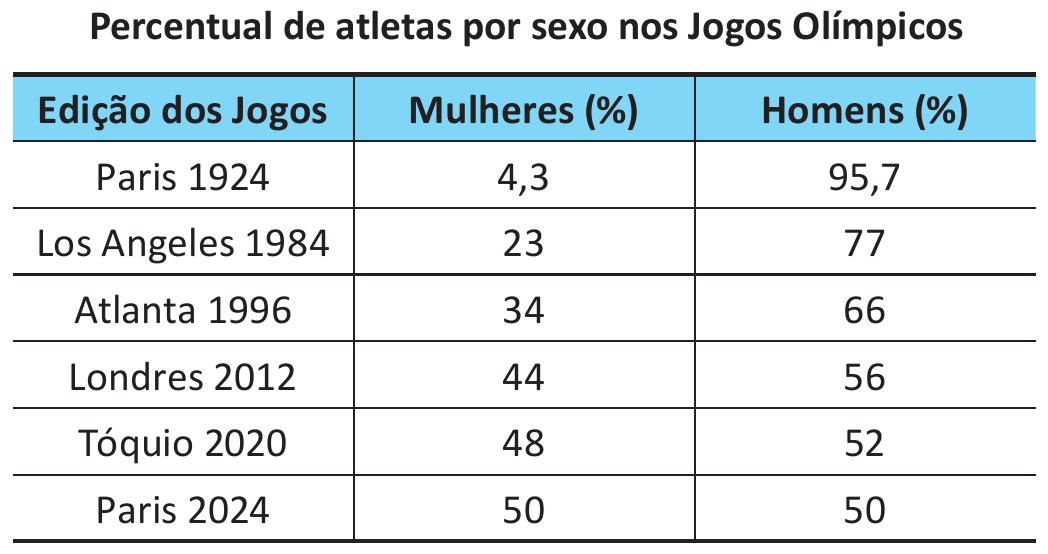 Percentual de atletas por sexo nos Jogos Olímpicos
Edição dos Jogos Mulheres (%) Homens (%)
Paris 1924 4,3 95,7
Los Angeles 1984 23 77
Atlanta 1996 34 66
Londres 2012 44 56
Tóquio 2020 48 52
Paris 2024 50 50